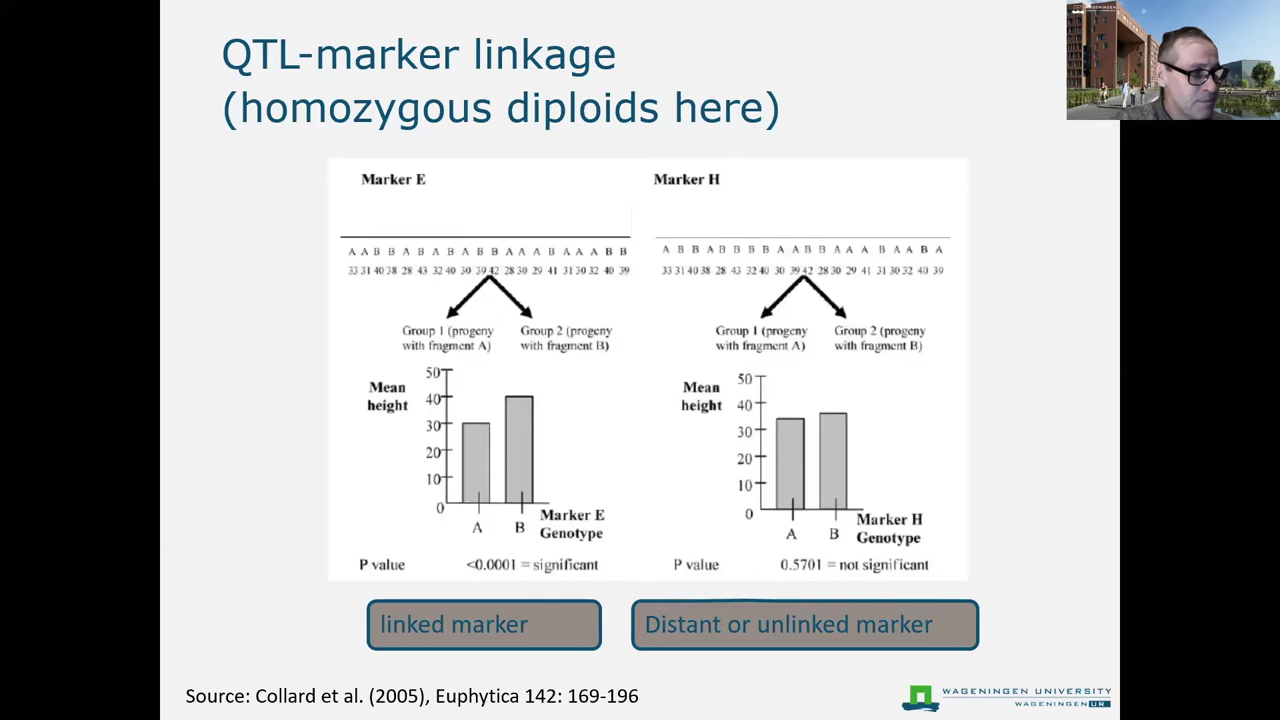 QTL-marker linkage
(homozygous diploids here)
Marker E
A A B B A B A B A B B A A A B A A A B B
33 31 40 38 28 43 32 40 30 39 42 28 30 29 41 31 30 32 40 39
Group 1 (progeny
with fragment A)
Group 2 (progeny
with fragment B)
Mean
height
50
40
30
20
10
0
A B
Marker E
Genotype
P value <0.0001 = significant
Marker H
A B B A B B B B A A B B A A A B A A B A
33 31 40 38 28 43 32 40 30 39 42 28 30 29 41 31 30 32 40 39
Group 1 (progeny
with fragment A)
Group 2 (progeny
with fragment B)
Mean
height
50
40
30
20
10
0
A B
Marker H
Genotype
P value 0.5701 = not significant
linked marker
Distant or unlinked marker
Source: Collard et al. (2005), Euphytica 142: 169-196
WAGENINGEN UNIVERSITY
WAGENINGEN UR